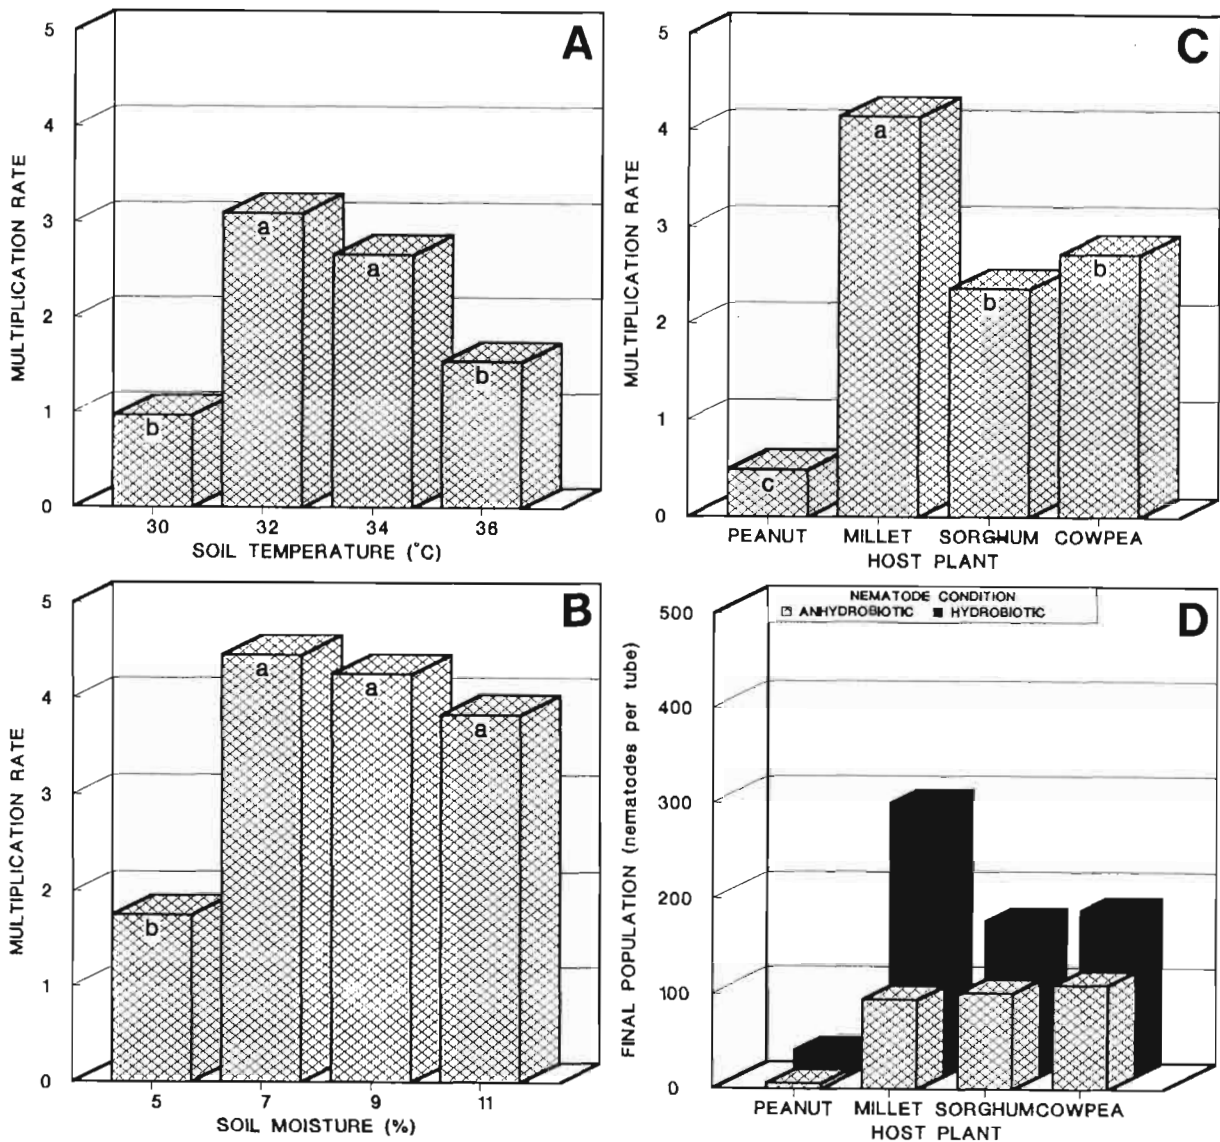 A
MULTIPLICATION RATE
5
4
3
2
1
0
a
a
b
b
30 32 34 36
SOIL TEMPERATURE (°C)
C
MULTIPLICATION RATE
5
4
3
2
1
0
a
b
b
c
PEANUT MILLET SORGHUM COWPEA
HOST PLANT
B
MULTIPLICATION RATE
5
4
3
2
1
0
a
a
a
b
5 7 9 11
SOIL MOISTURE (%)
D
NEMATODE CONDITION
ANHYDROBIOTIC HYDROBIOTIC
FINAL POPULATION (nematodes per tube)
500
400
300
200
100
0
PEANUT MILLET SORGHUM COWPEA
HOST PLANT